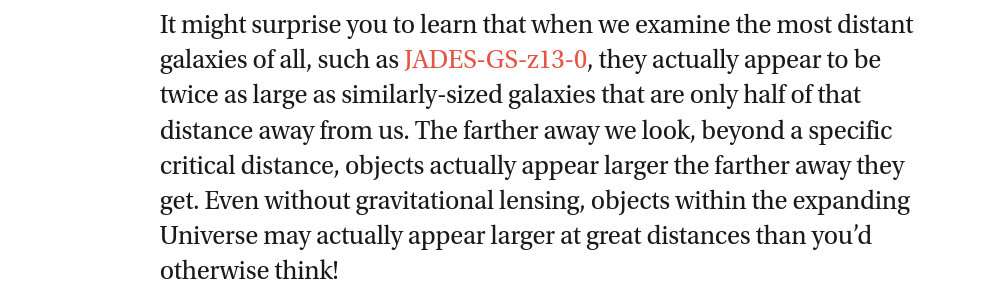 It might surprise you to learn that when we examine the most distant
galaxies of all, such as JADES-GS-z13-0, they actually appear to be
twice as large as similarly-sized galaxies that are only half of that
distance away from us. The farther away we look, beyond a specific
critical distance, objects actually appear larger the farther away they
get. Even without gravitational lensing, objects within the expanding
Universe may actually appear larger at great distances than you’d
otherwise think!